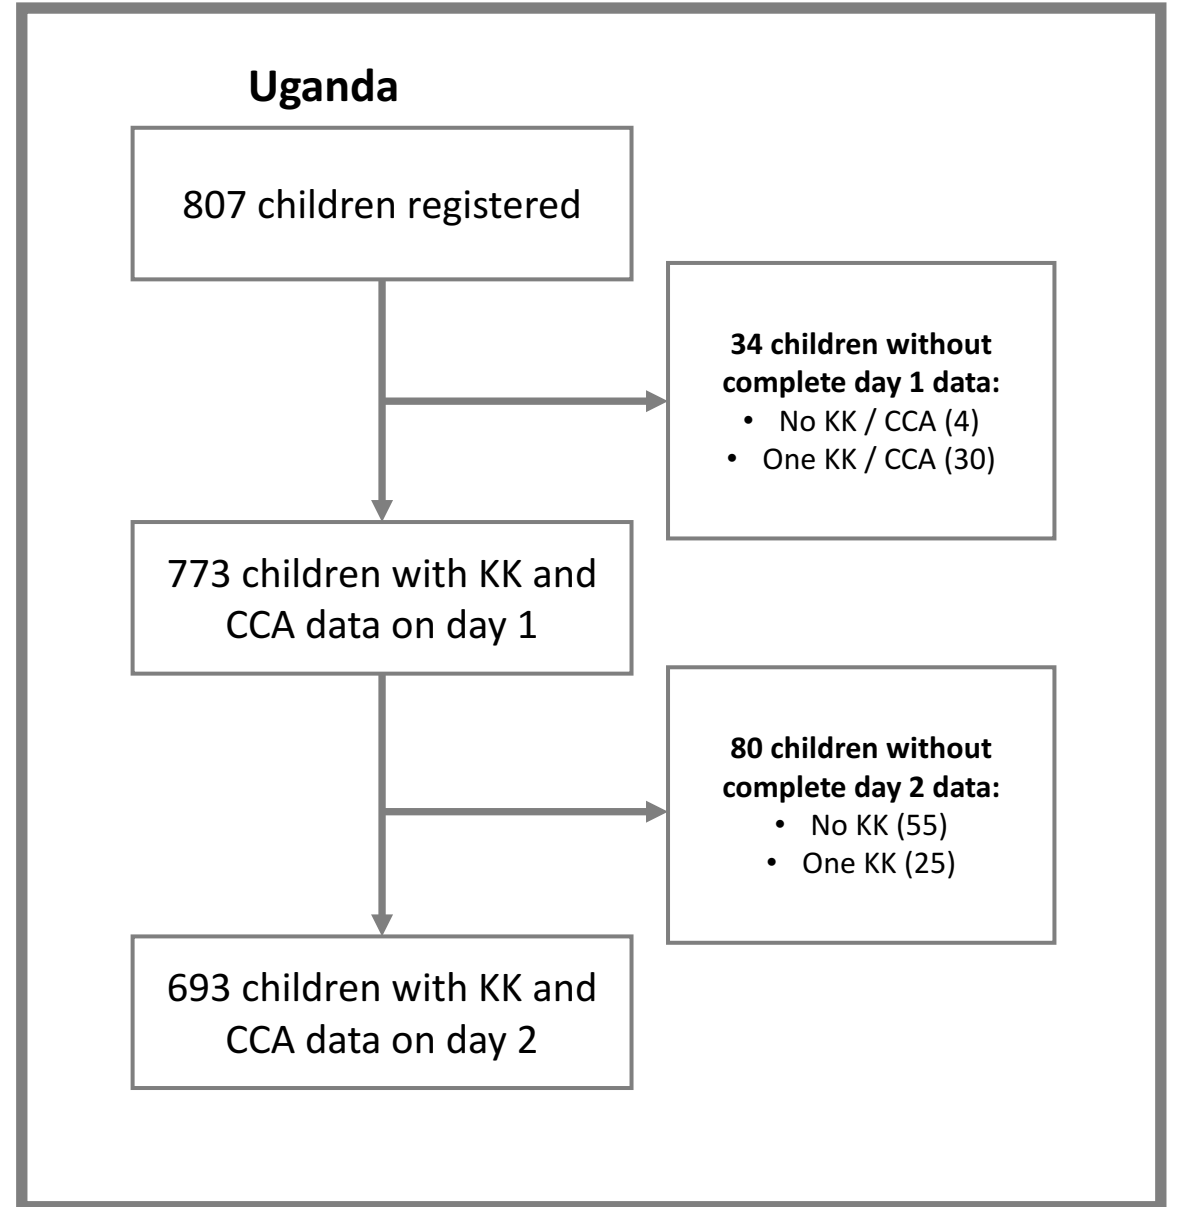 Uganda
807 children registered
34 children without
complete day 1 data:
• No KK / CCA (4)
• One KK / CCA (30)
773 children with KK and
CCA data on day 1
80 children without
complete day 2 data:
• No KK (55)
• One KK (25)
693 children with KK and
CCA data on day 2